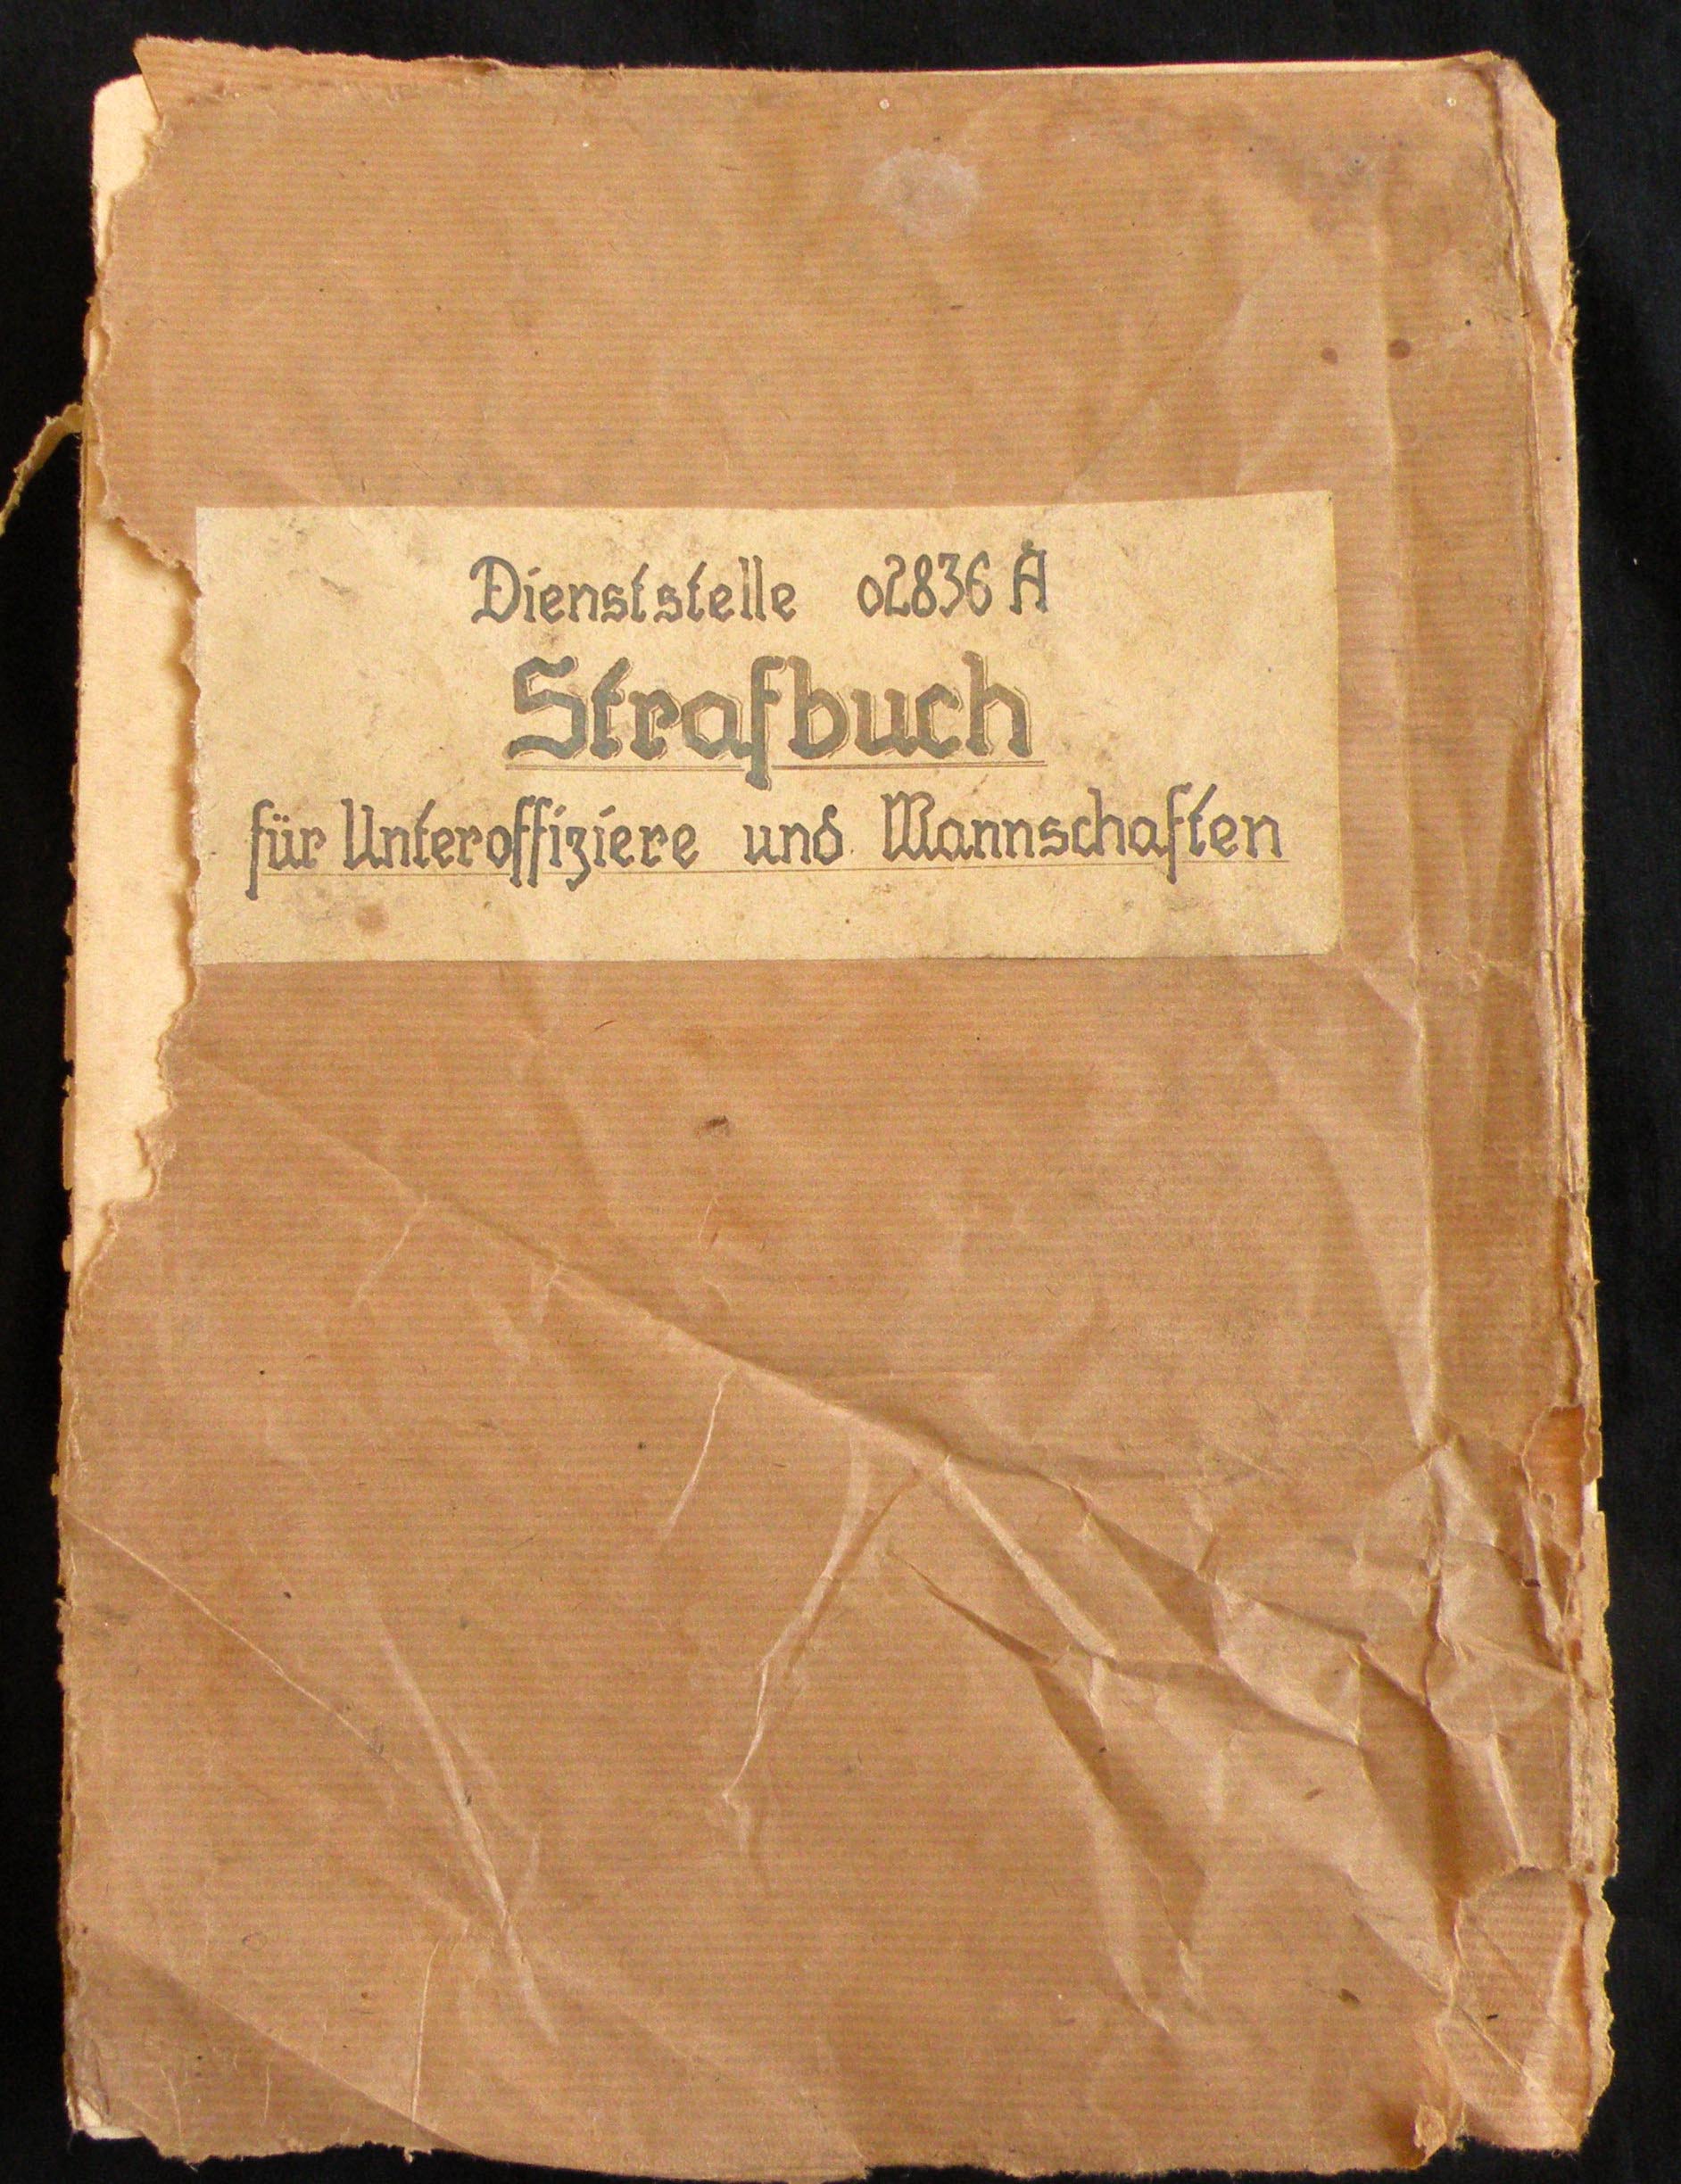 Dienststelle 02836 A
Strafbuch
für Unteroffiziere und Mannschaften